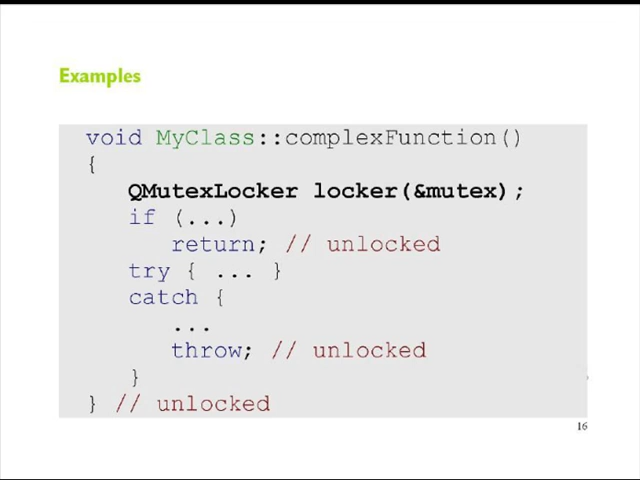 Examples
void MyClass::complexFunction()
{
QMutexLocker locker(&mutex);
if (...)
return; // unlocked
try { ... }
catch {
...
throw; // unlocked
}
} // unlocked
16